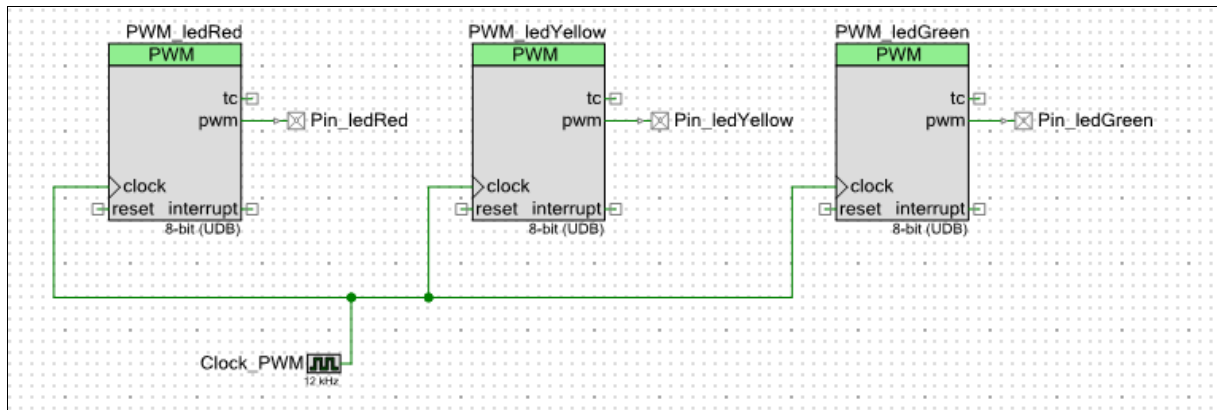 PWM_ledRed
PWM
tc
pwm
Pin_ledRed
clock
reset interrupt
8-bit (UDB)
PWM_ledYellow
PWM
tc
pwm
Pin_ledYellow
clock
reset interrupt
8-bit (UDB)
PWM_ledGreen
PWM
tc
pwm
Pin_ledGreen
clock
reset interrupt
8-bit (UDB)
Clock_PWM
12 kHz